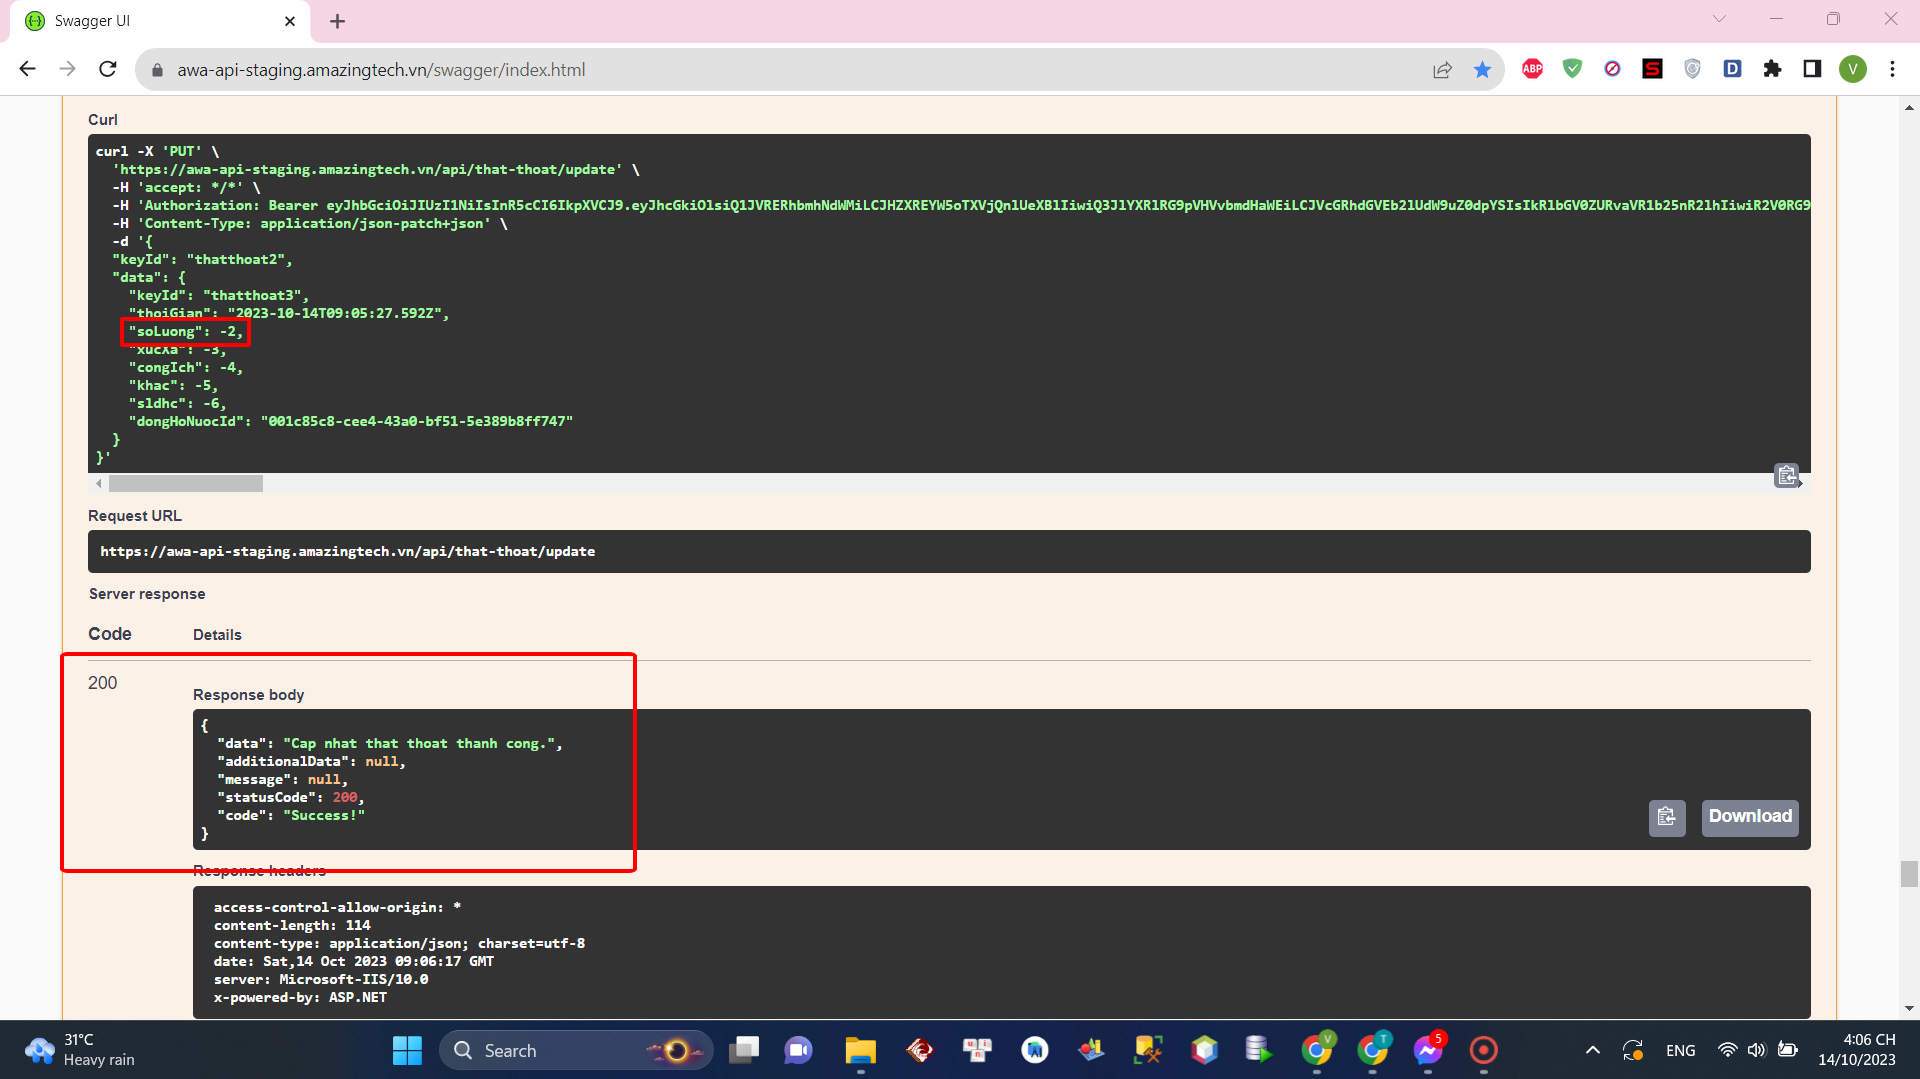 Swagger UI
awa-api-staging.amazingtech.vn/swagger/index.html
ABP
S
D
V
Curl
curl -X 'PUT' \
'https://awa-api-staging.amazingtech.vn/api/that-thoat/update' \
-H 'accept: */*' \
-H 'Content-Type: application/json-patch+json' \
-d '{
"keyId": "thatthoat2",
"data": {
"keyId": "thatthoat3",
"thoiGian": "2023-10-14T09:05:27.592Z",
"soLuong": -2,
"xucXa": -3,
"congIch": -4,
"khac": -5,
"sldhc": -6,
"dongHoNuocId": "001c85c8-cee4-43a0-bf51-5e389b8ff747"
}
}'
Request URL
https://awa-api-staging.amazingtech.vn/api/that-thoat/update
Server response
Code Details
200
Response body
{
"data": "Cap nhat that thoat thanh cong.",
"additionalData": null,
"message": null,
"statusCode": 200,
"code": "Success!"
}
Download
Response headers
access-control-allow-origin: *
content-length: 114
content-type: application/json; charset=utf-8
date: Sat,14 Oct 2023 09:06:17 GMT
server: Microsoft-IIS/10.0
x-powered-by: ASP.NET
31°C
Heavy rain
Search
V
T
5
ENG
4:06 CH
14/10/2023